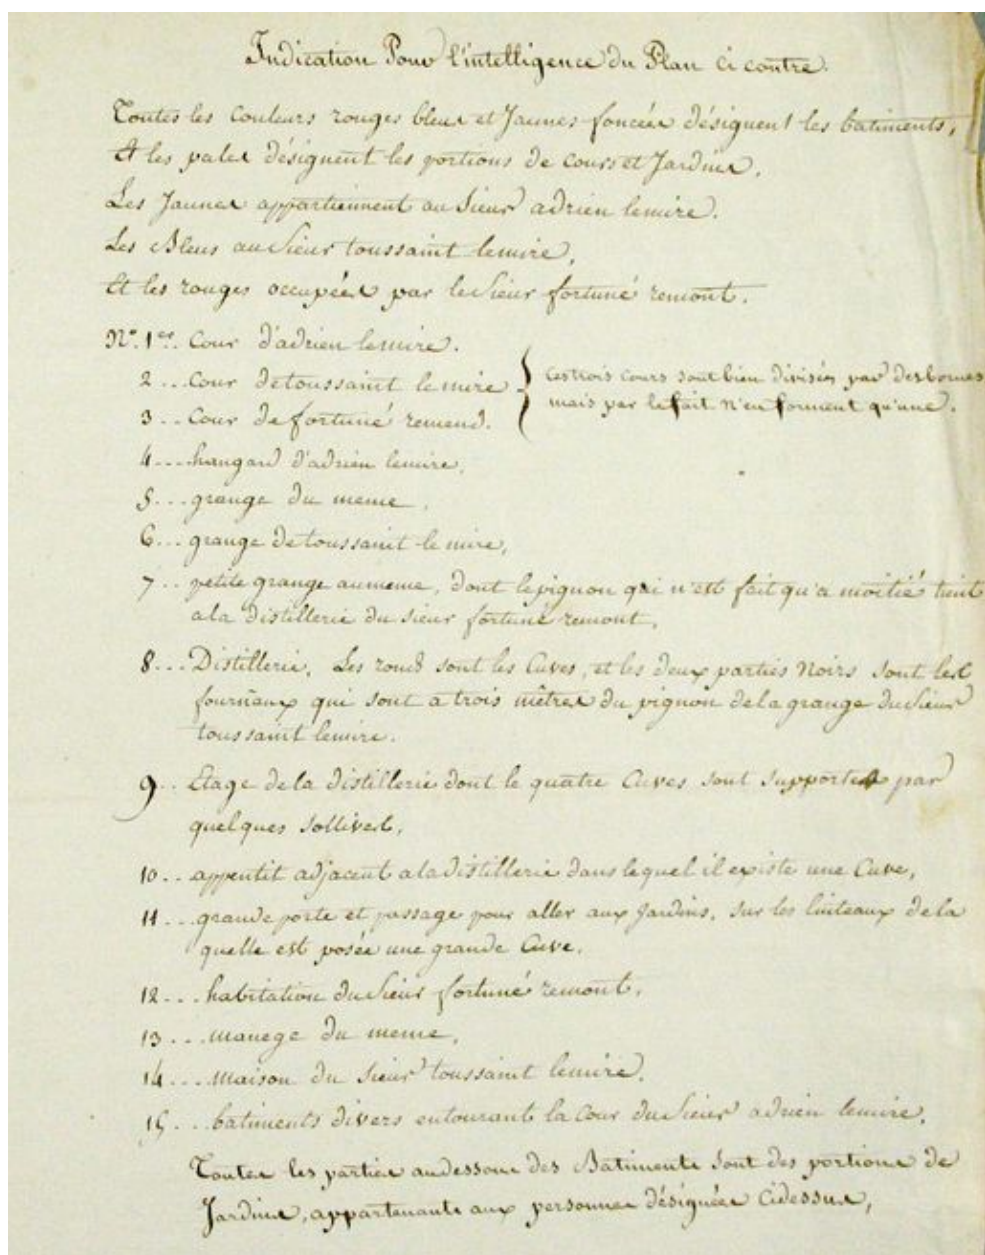 Indication Pour l'intelligence du Plan ci contre.
Toutes les couleurs rouges bleues et Jaunes foncées désignent les batiments,
Et les pales désignent les portions de cours et Jardins.
Les Jaunes appartiennent au Sieur adrien lemire.
Les Bleus au Sieur toussaint lemire,
Et les rouges occupées par le Sieur fortuné remont.
N°. 1er. Cour d'adrien lemire.
2 .. Cour de toussaint lemire
3 .. Cour de fortuné remend.
Ces trois cours sont bien divisées par des bornes
mais par le fait n'en forment qu'une.
4 ... hangard d'adrien lemire,
5 ... grange du meme,
6 ... grange de toussaint lemire,
7 .. petite grange au meme, dont le pignon qui n'est fait qu'a moitié tient
a la distillerie du Sieur fortuné remont,
8 ... Distillerie, Les ronds sont les Cuves, et les deux parties Noirs sont les
fournaux qui sont a trois mètres du pignon de la grange du Sieur
toussaint lemire.
9 .. Etage de la distillerie dont le quatre Cuves sont supportes par
quelques sollives,
10 .. appentit adjacent a la distillerie dans lequel il existe une Cuve,
11 ... grande porte et passage pour aller aux Jardins, sur les linteaux de la
quelle est posée une grande Cuve,
12 ... habitation du Sieur fortuné remont,
13 ... manege du meme,
14 .... maison du Sieur toussaint lemire,
15 ... batiments divers entourant la Cour du Sieur adrien lemire,
Toutes les parties audessous des Batiments sont des portions de
Jardins, appartenants aux personnes désignées Cidessus,